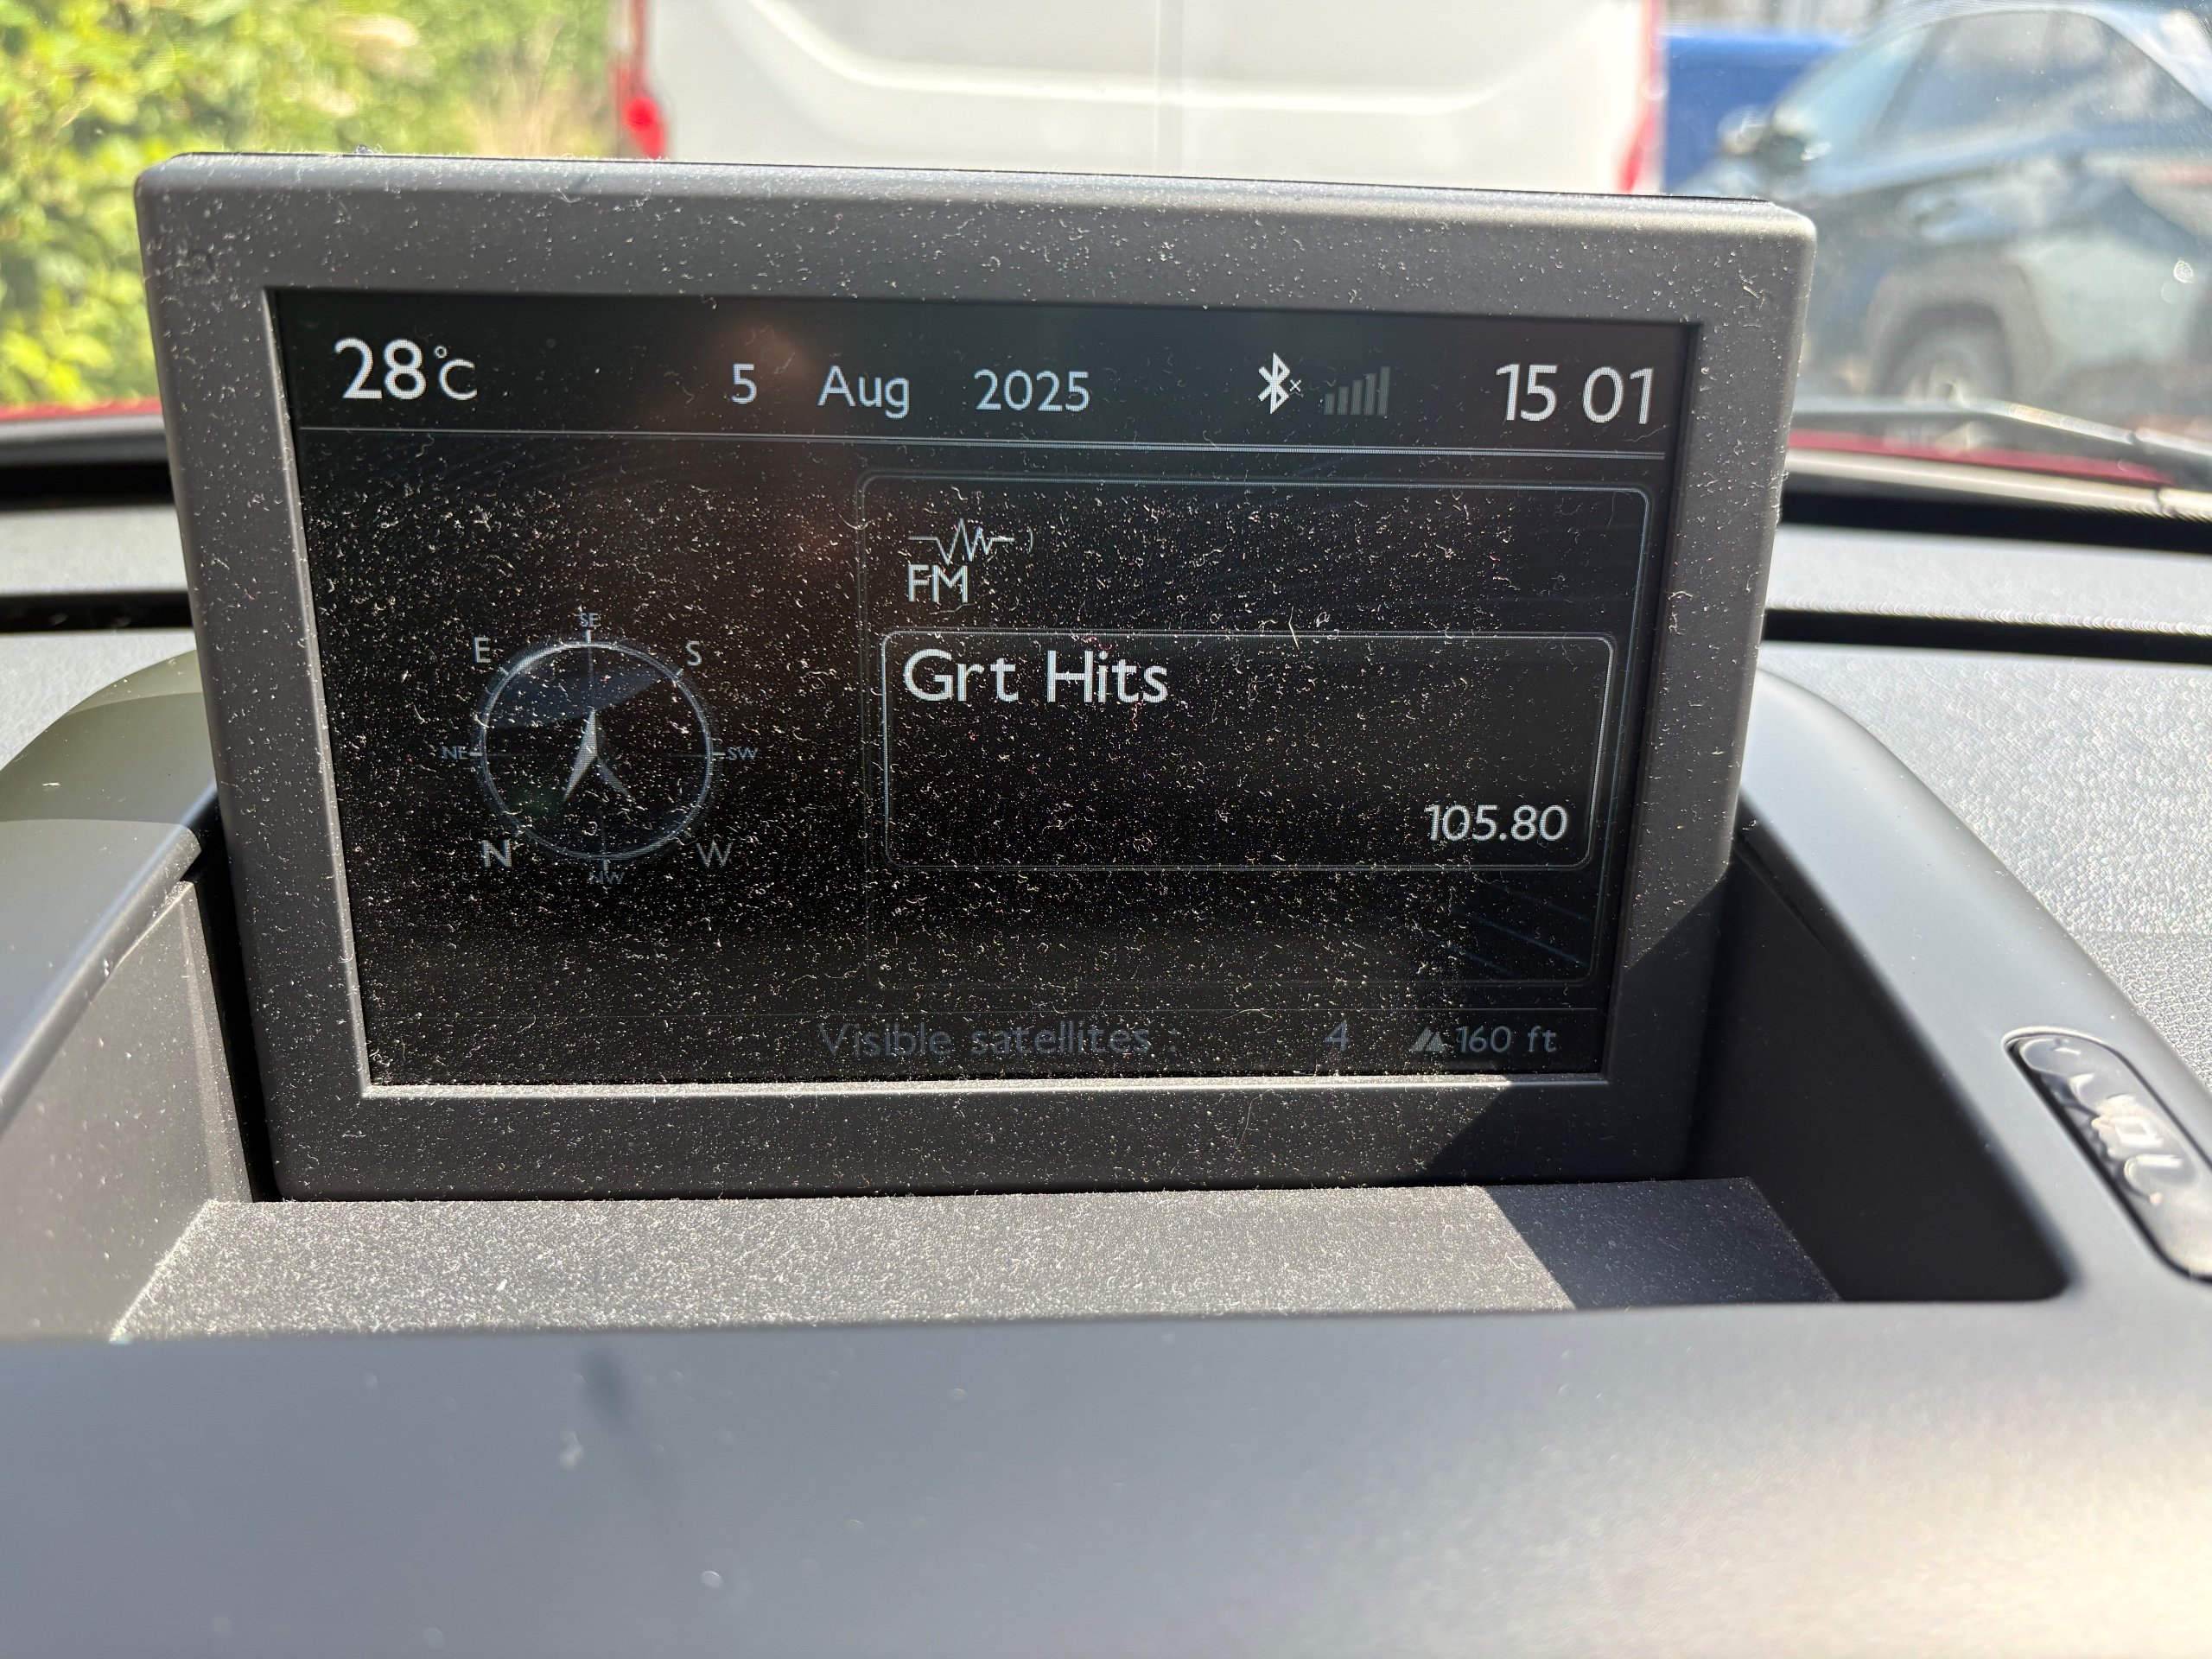 28°C 5 Aug 2025 15 01
FM
Grt Hits
105.80
SE
E S
NE SW
N W
NW
Visible satellites : 4 160 ft